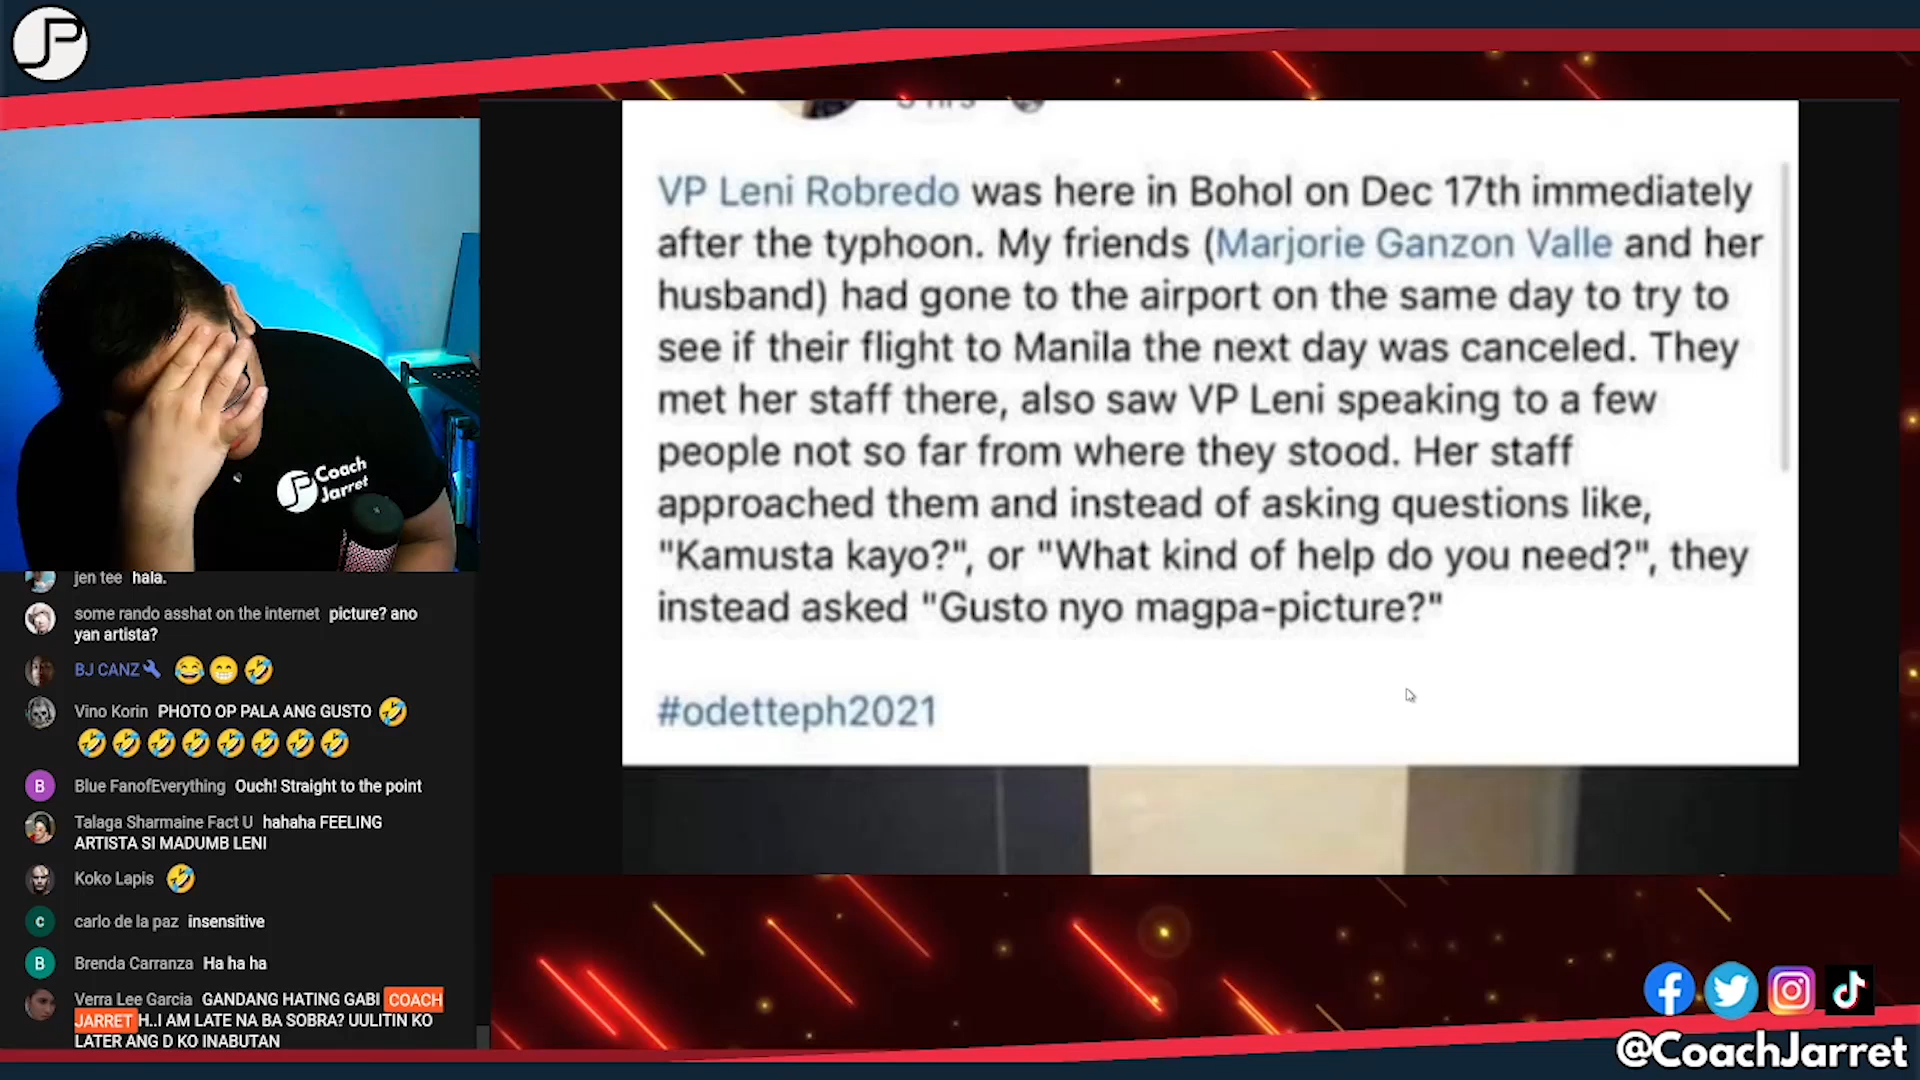 JP
5 hrs
VP Leni Robredo was here in Bohol on Dec 17th immediately
after the typhoon. My friends (Marjorie Ganzon Valle and her
husband) had gone to the airport on the same day to try to
see if their flight to Manila the next day was canceled. They
met her staff there, also saw VP Leni speaking to a few
people not so far from where they stood. Her staff
approached them and instead of asking questions like,
"Kamusta kayo?", or "What kind of help do you need?", they
instead asked "Gusto nyo magpa-picture?"
#odetteph2021
Coach
Jarret
jen tee hala.
some rando asshat on the internet picture? ano
yan artista?
BJ CANZ 😂😁🤣
Vino Korin PHOTO OP PALA ANG GUSTO 🤣
🤣🤣🤣🤣🤣🤣🤣🤣
B Blue FanofEverything Ouch! Straight to the point
Talaga Sharmaine Fact U hahaha FEELING
ARTISTA SI MADUMB LENI
Koko Lapis 🤣
c carlo de la paz insensitive
B Brenda Carranza Ha ha ha
Verra Lee Garcia GANDANG HATING GABI COACH
JARRET H..I AM LATE NA BA SOBRA? UULITIN KO
LATER ANG D KO INABUTAN
@CoachJarret